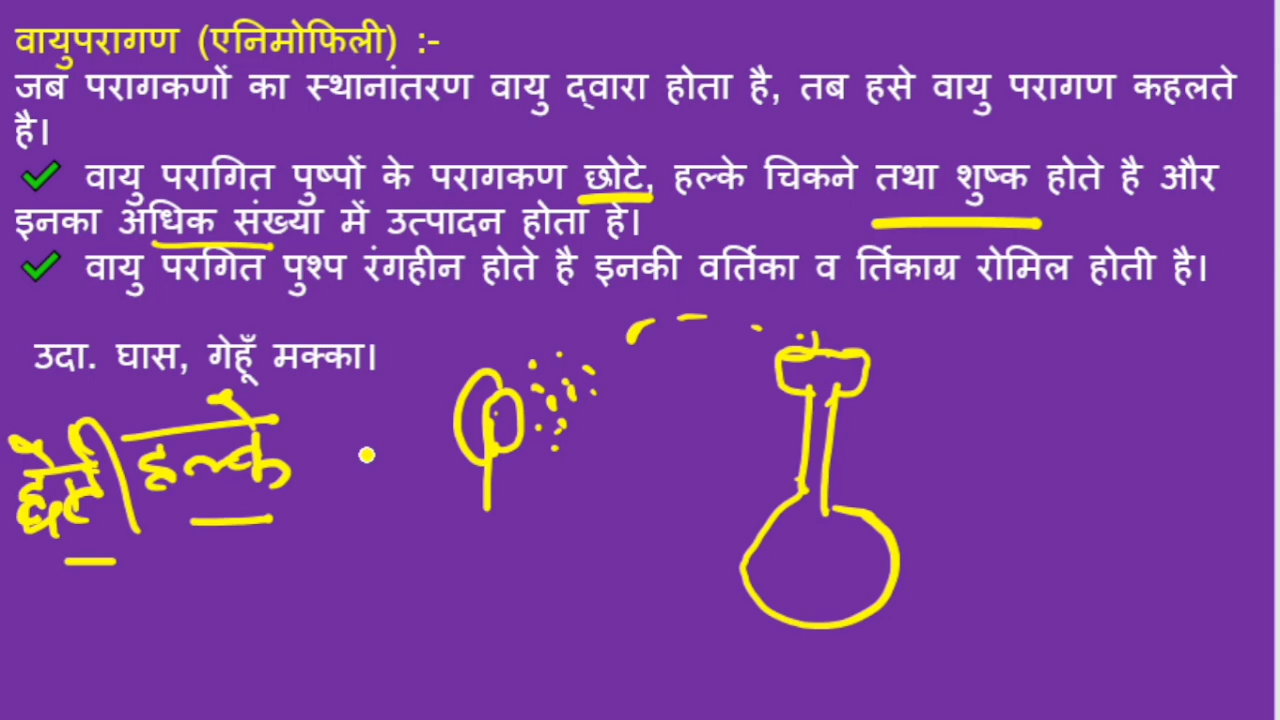 वायुपरागण (एनिमोफिली) :-
जब परागकणों का स्थानांतरण वायु द्वारा होता है, तब हसे वायु परागण कहलते
है।
✔ वायु परागित पुष्पों के परागकण छोटे, हल्के चिकने तथा शुष्क होते है और
इनका अधिक संख्या में उत्पादन होता हे।
✔ वायु परगित पुश्प रंगहीन होते है इनकी वर्तिका व र्तिकाग्र रोमिल होती है।
उदा. घास, गेहूँ मक्का।
हल्के